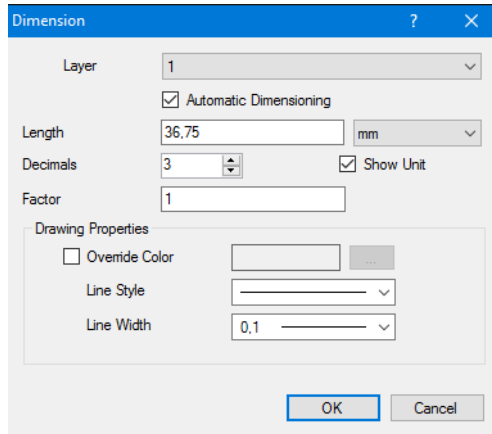 Dimension ?
Layer 1
Automatic Dimensioning
Length 36,75 mm
Decimals 3 Show Unit
Factor 1
Drawing Properties
Override Color ...
Line Style
Line Width 0,1
OK Cancel